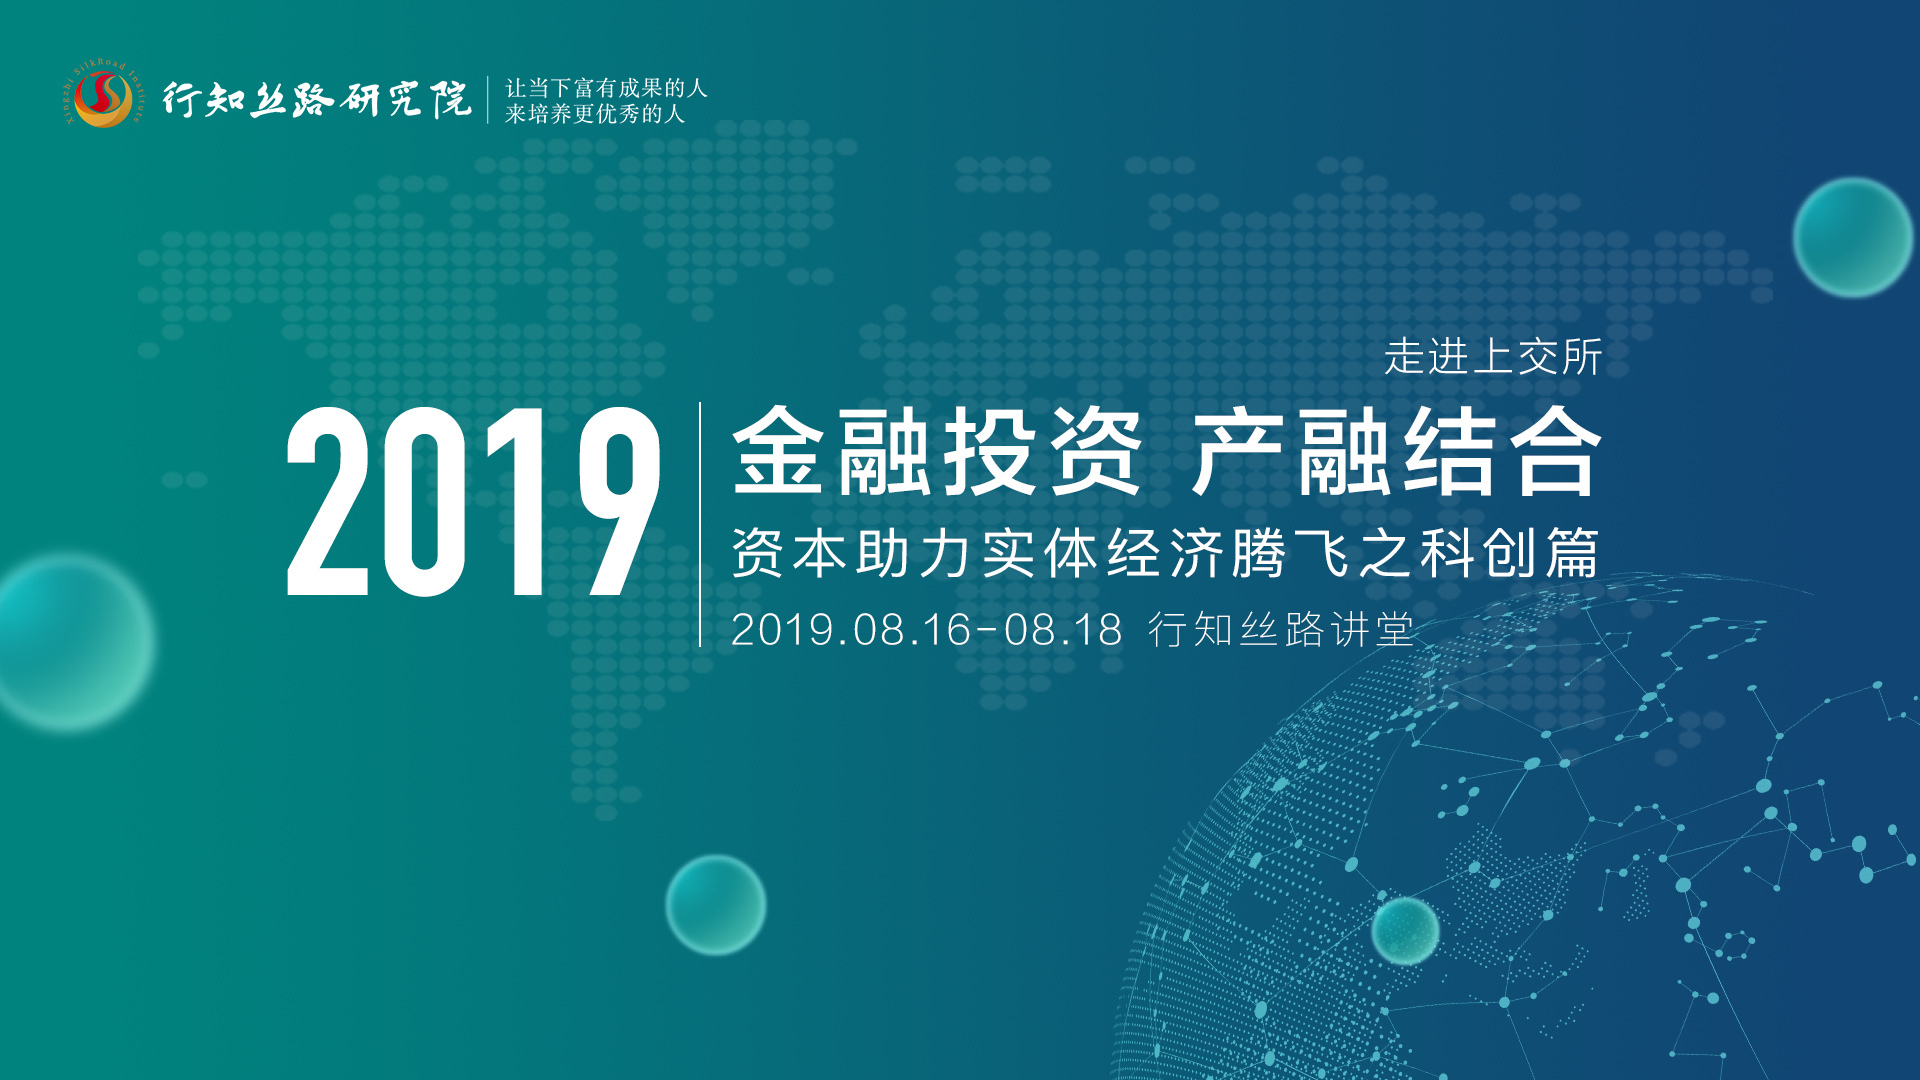 Xingzhi SilkRoad Institute
行知丝路研究院
让当下富有成果的人
来培养更优秀的人
走进上交所
2019
金融投资 产融结合
资本助力实体经济腾飞之科创篇
2019.08.16-08.18 行知丝路讲堂